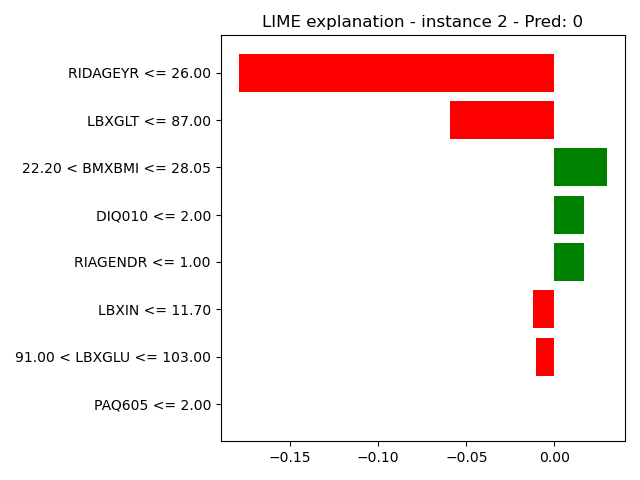 LIME explanation - instance 2 - Pred: 0
RIDAGEYR <= 26.00
LBXGLT <= 87.00
22.20 < BMXBMI <= 28.05
DIQ010 <= 2.00
RIAGENDR <= 1.00
LBXIN <= 11.70
91.00 < LBXGLU <= 103.00
PAQ605 <= 2.00
−0.15 −0.10 −0.05 0.00